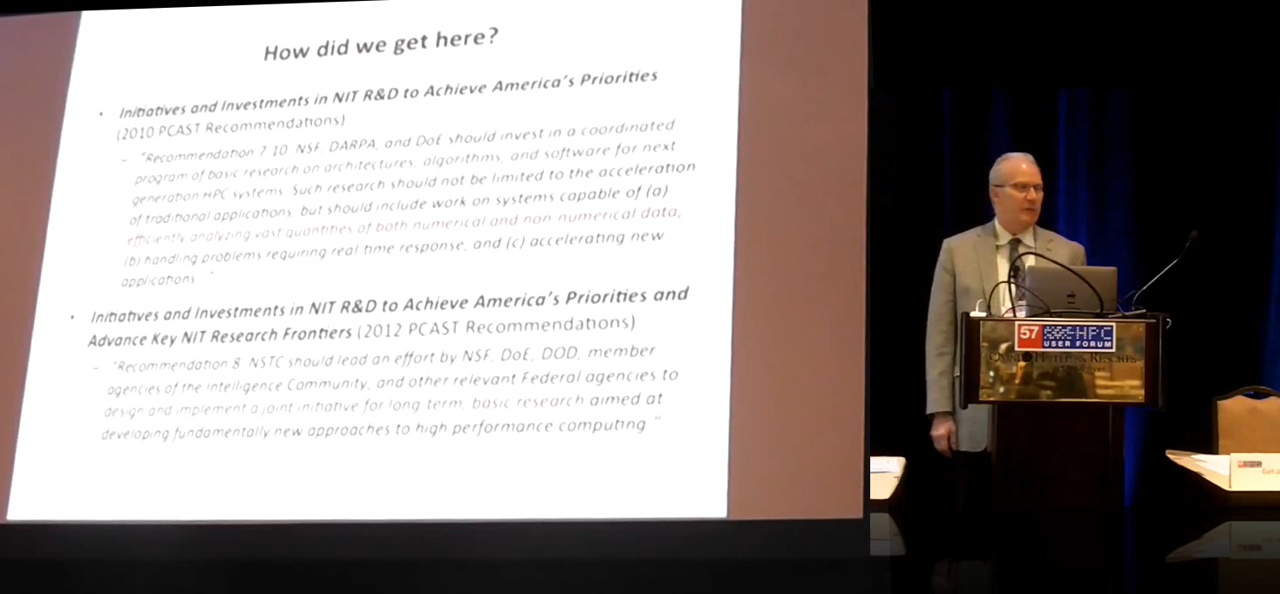 How did we get here?
• Initiatives and Investments in NIT R&D to Achieve America's Priorities
(2010 PCAST Recommendations)
– "Recommendation 7 10 NSF, DARPA, and DoE should invest in a coordinated
program of basic research on architectures, algorithms, and software for next
generation HPC systems. Such research should not be limited to the acceleration
of traditional applications, but should include work on systems capable of (a)
efficiently analyzing vast quantities of both numerical and non numerical data,
(b) handling problems requiring real time response, and (c) accelerating new
applications "
• Initiatives and Investments in NIT R&D to Achieve America's Priorities and
Advance Key NIT Research Frontiers (2012 PCAST Recommendations)
– "Recommendation 8 NSTC should lead an effort by NSF, DoE, DOD, member
agencies of the Intelligence Community, and other relevant Federal agencies to
design and implement a joint initiative for long term, basic research aimed at
developing fundamentally new approaches to high performance computing "
57 HPC
USER FORUM